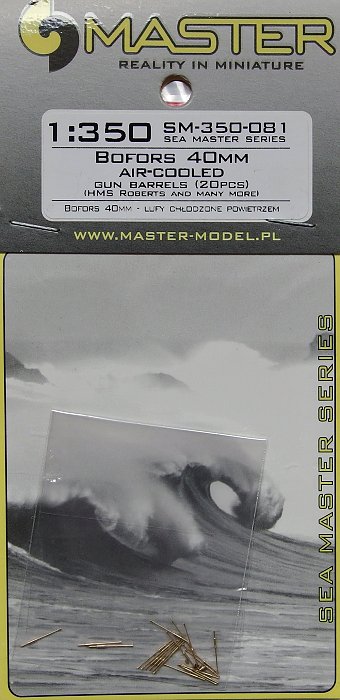 MASTER
REALITY IN MINIATURE
1:350 SM-350-081
SEA MASTER SERIES
BOFORS 40MM
AIR-COOLED
GUN BARRELS (20PCS)
(HMS ROBERTS AND MANY MORE)
BOFORS 40MM - LUFY CHŁODZONE POWIETRZEM
WWW.MASTER-MODEL.PL
SEA MASTER SERIES